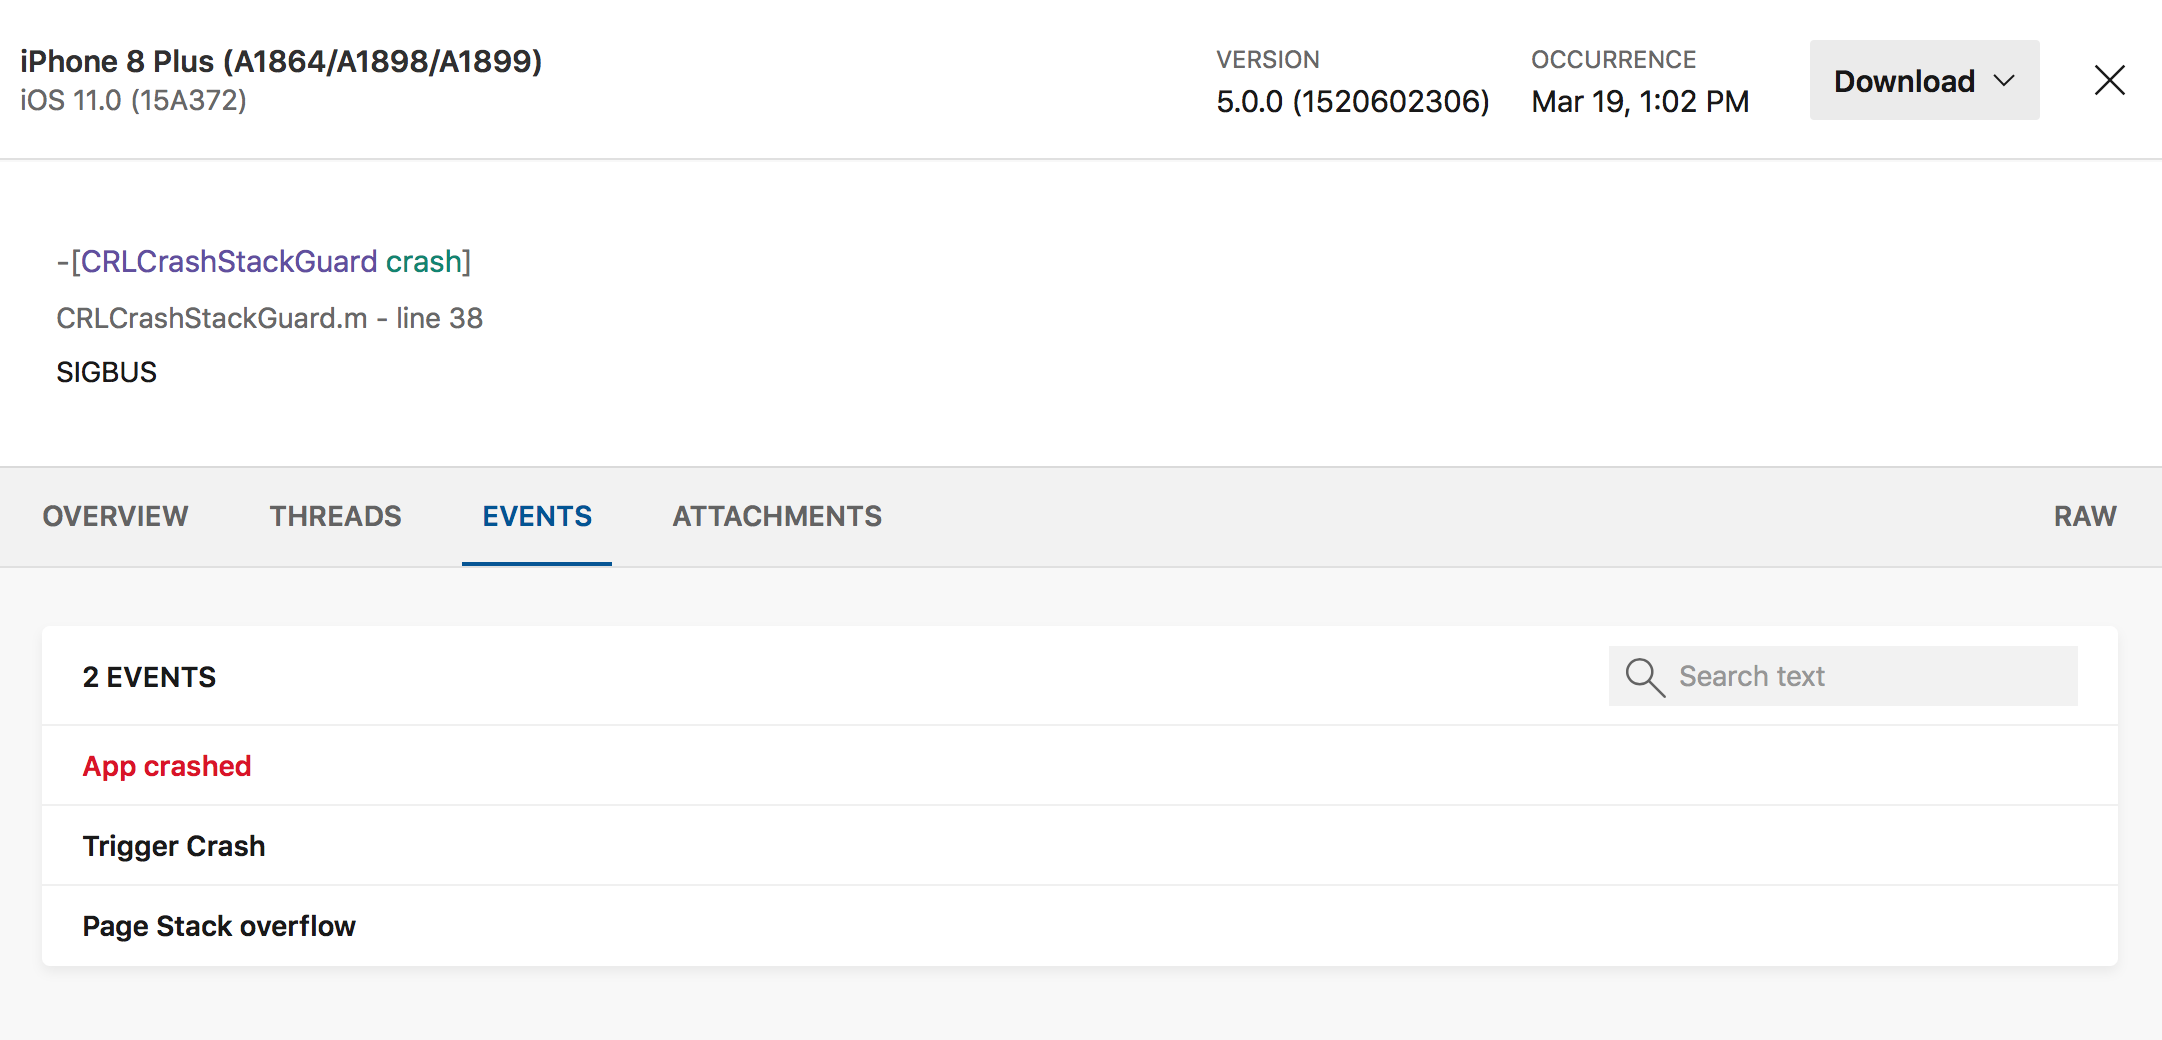 iPhone 8 Plus (A1864/A1898/A1899)
iOS 11.0 (15A372)
VERSION
5.0.0 (1520602306)
OCCURRENCE
Mar 19, 1:02 PM
Download
-[CRLCrashStackGuard crash]
CRLCrashStackGuard.m - line 38
SIGBUS
OVERVIEW THREADS EVENTS ATTACHMENTS RAW
2 EVENTS Search text
App crashed
Trigger Crash
Page Stack overflow